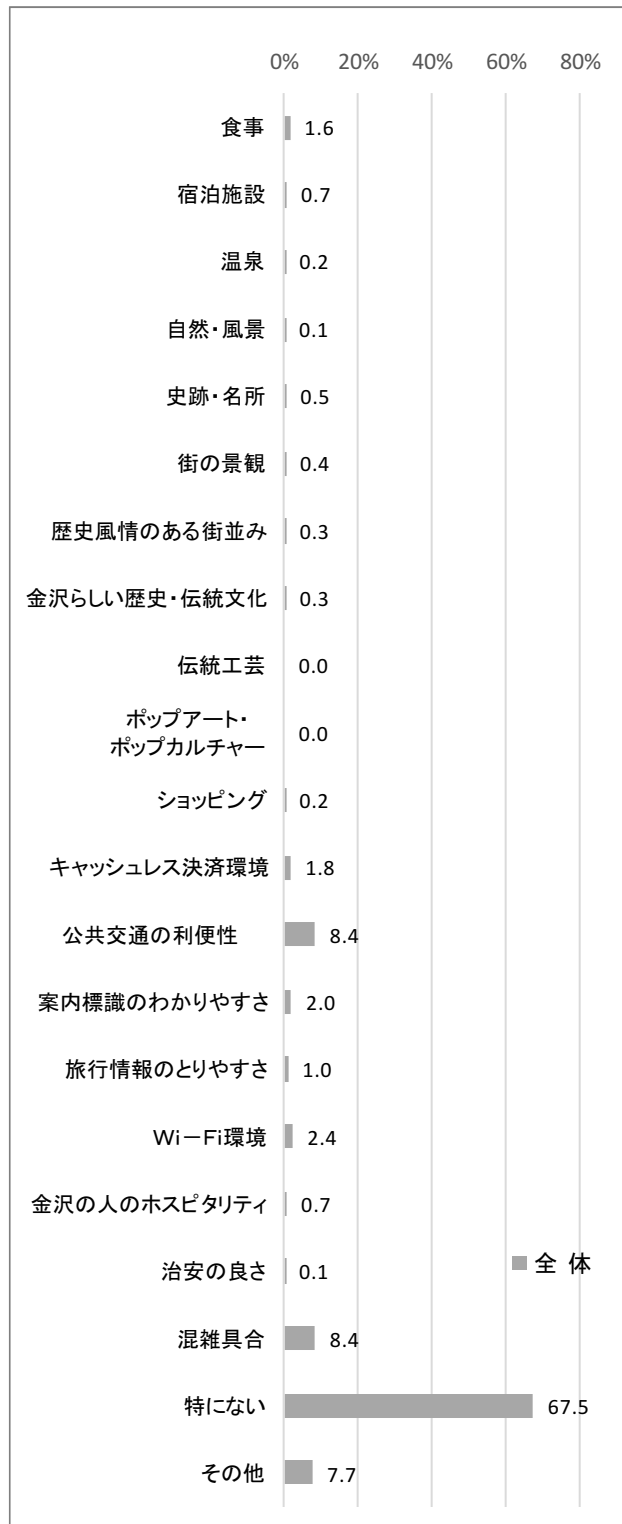 0% 20% 40% 60% 80%
食事 1.6
宿泊施設 0.7
温泉 0.2
自然・風景 0.1
史跡・名所 0.5
街の景観 0.4
歴史風情のある街並み 0.3
金沢らしい歴史・伝統文化 0.3
伝統工芸 0.0
ポップアート・
ポップカルチャー 0.0
ショッピング 0.2
キャッシュレス決済環境 1.8
公共交通の利便性 8.4
案内標識のわかりやすさ 2.0
旅行情報のとりやすさ 1.0
Wi－Fi環境 2.4
金沢の人のホスピタリティ 0.7
治安の良さ 0.1
全 体
混雑具合 8.4
特にない 67.5
その他 7.7